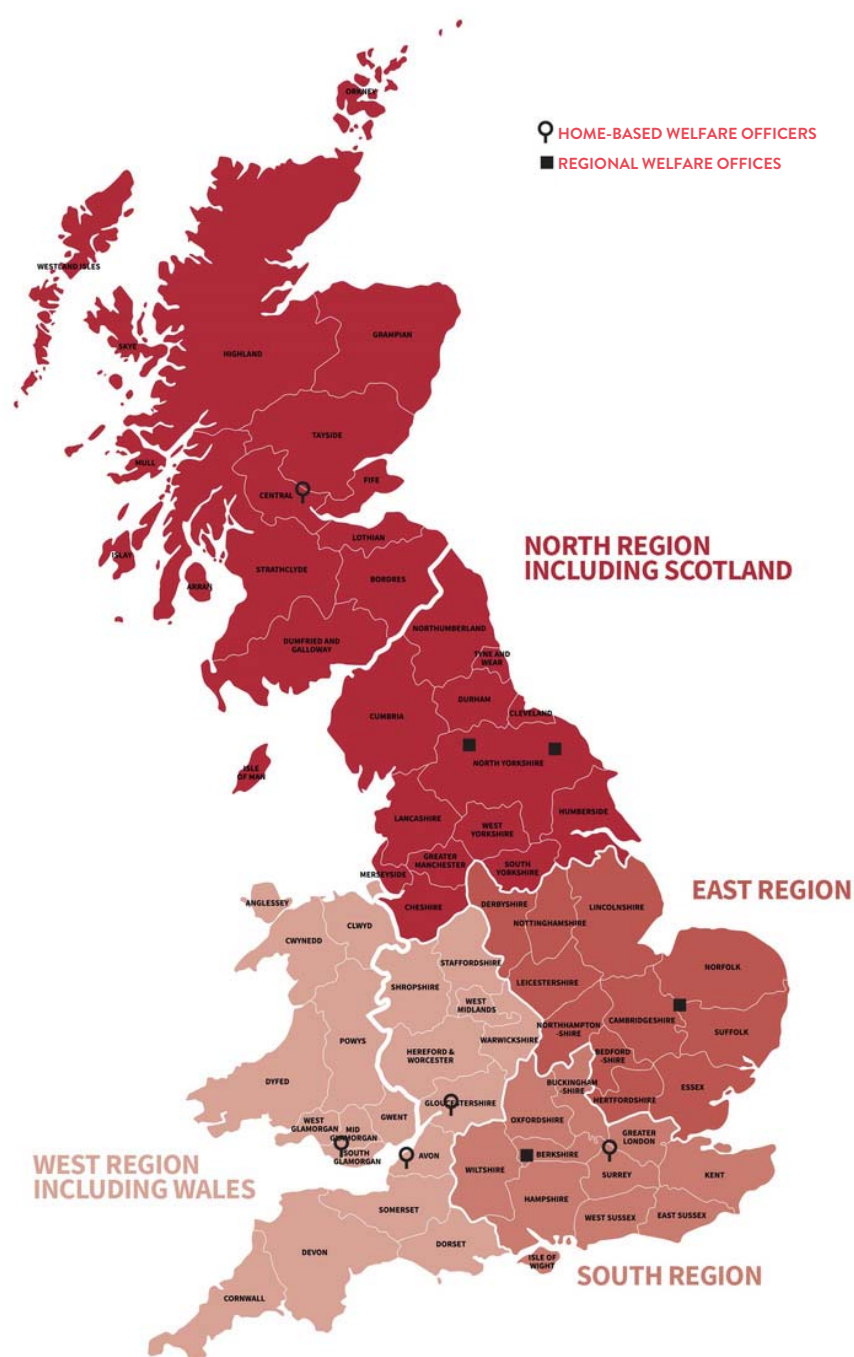 ORKNEY
HOME-BASED WELFARE OFFICERS
REGIONAL WELFARE OFFICES
WESTLAND ISLES
GRAMPIAN
SKYE
HIGHLAND
TAYSIDE
MULL
FIFE
CENTRAL
LOTHIAN
NORTH REGION
INCLUDING SCOTLAND
ISLAY
STRATHCLYDE
BORDRES
ARRAN
NORTHUMBERLAND
DUMFRIED AND
GALLOWAY
TYNE AND
WEAR
DURHAM
CLEVELAND
CUMBRIA
NORTH YORKSHIRE
ISLE
OF MAN
HUMBERSIDE
LANCASHIRE
WEST
YORKSHIRE
GREATER
MANCHESTER
SOUTH
YORKSHIRE
MERSEYSIDE
EAST REGION
ANGLESSEY
CHESHIRE
DERBYSHIRE
LINCOLNSHIRE
NOTTINGHAMSHIRE
CLWYD
CWYNEDD
STAFFORDSHIRE
NORFOLK
SHROPSHIRE
LEICESTERSHIRE
WEST
MIDLANDS
CAMBRIDGESHIRE
NORTHHAMPTON
-SHIRE
SUFFOLK
POWYS
WARWICKSHIRE
HEREFORD &
WORCESTER
BEDFORD
-SHIRE
DYFED
BUCKINGHAM
-SHIRE
ESSEX
HERTFORDSHIRE
GLOUCESTERSHIRE
GWENT
OXFORDSHIRE
WEST
GLAMORGAN
MID
GLAMORGAN
GREATER
LONDON
SOUTH
GLAMORGAN
AVON
BERKSHIRE
WEST REGION
INCLUDING WALES
WILTSHIRE
SURREY
KENT
HAMPSHIRE
SOMERSET
WEST SUSSEX
EAST SUSSEX
DORSET
DEVON
ISLE OF
WIGHT
SOUTH REGION
CORNWALL